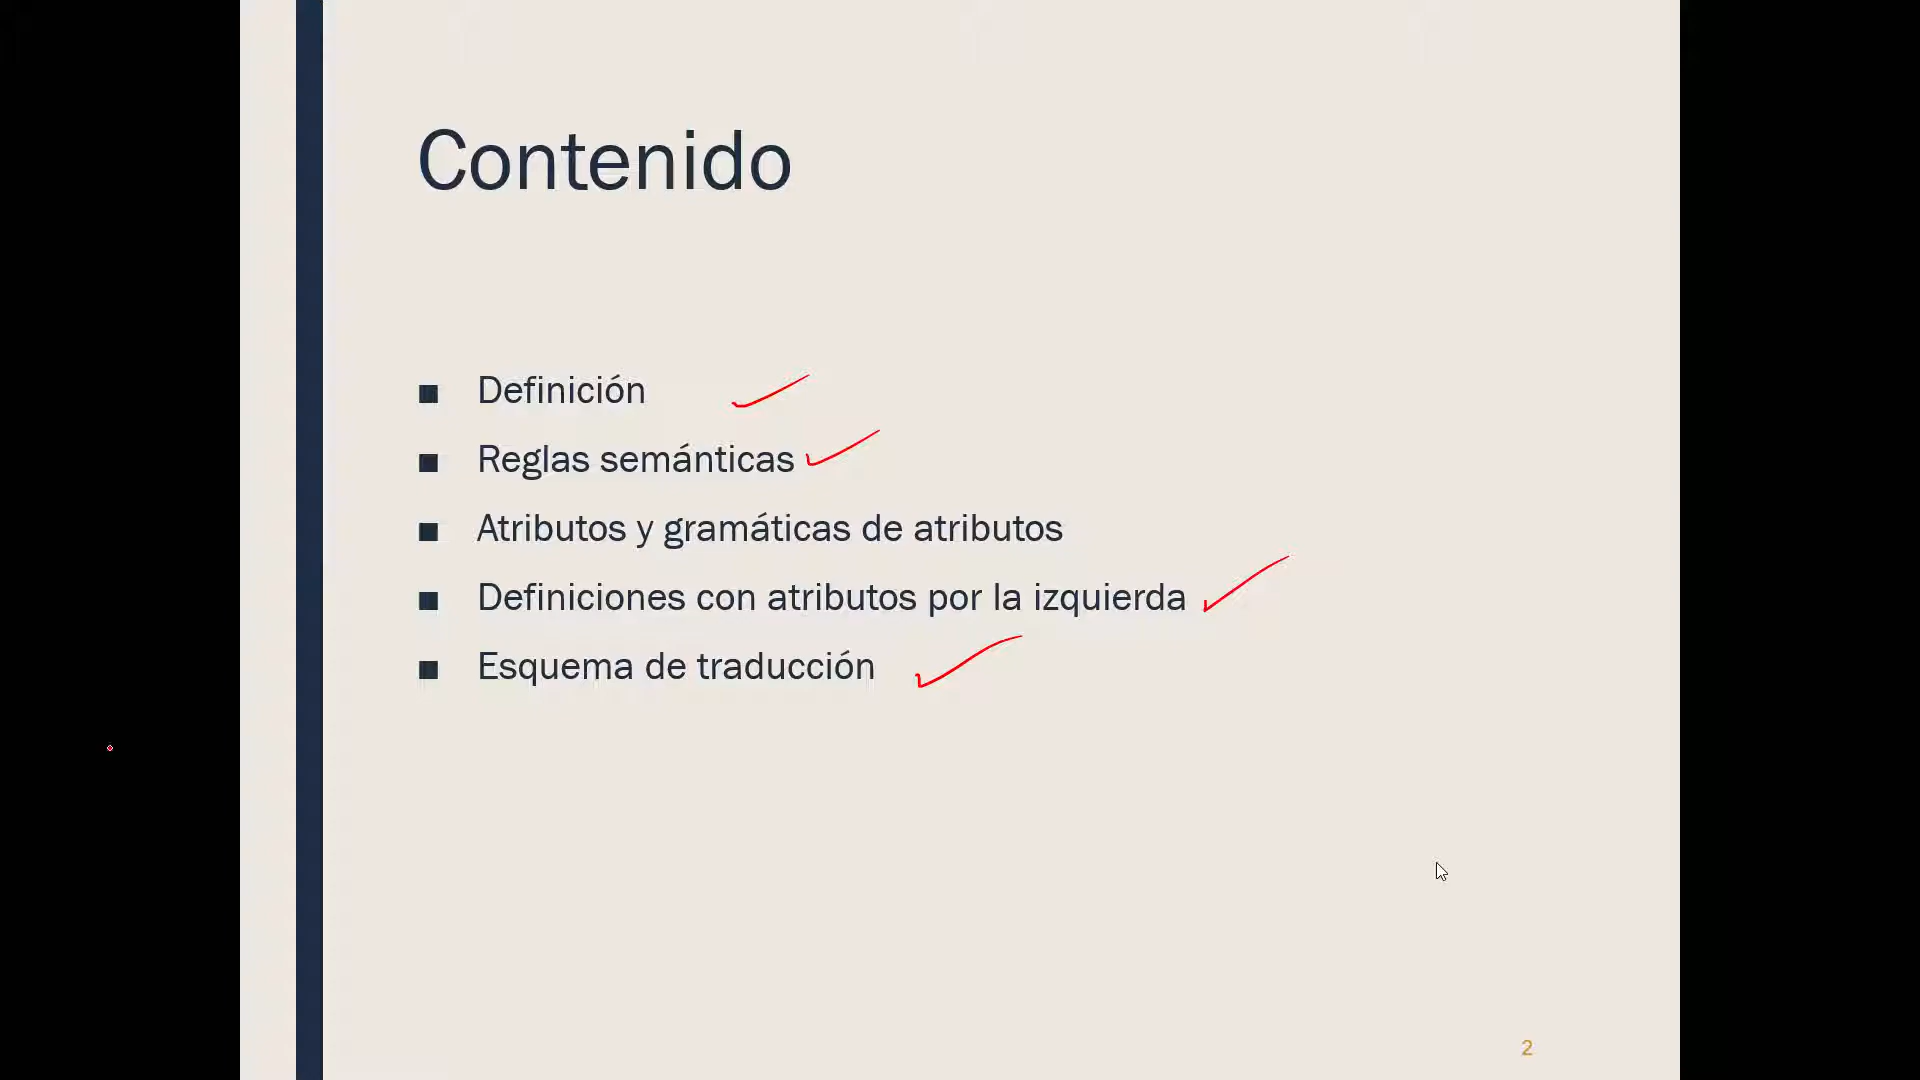 Contenido
■ Definición
■ Reglas semánticas
■ Atributos y gramáticas de atributos
■ Definiciones con atributos por la izquierda
■ Esquema de traducción
2